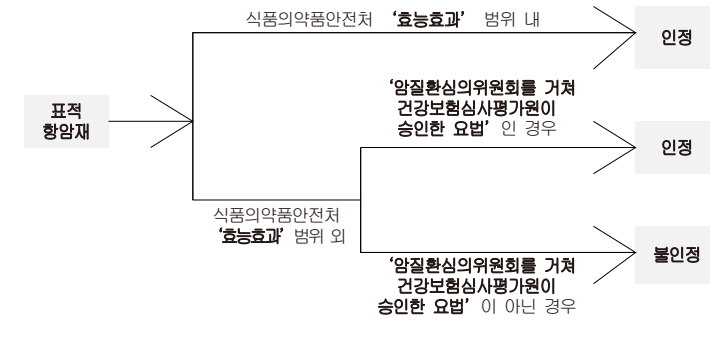 식품의약품안전처 '효능효과' 범위 내
인정
표적
항암재
'암질환심의위원회를 거쳐
건강보험심사평가원이
승인한 요법' 인 경우
인정
식품의약품안전처
'효능효과' 범위 외
'암질환심의위원회를 거쳐
건강보험심사평가원이
승인한 요법' 이 아닌 경우
불인정